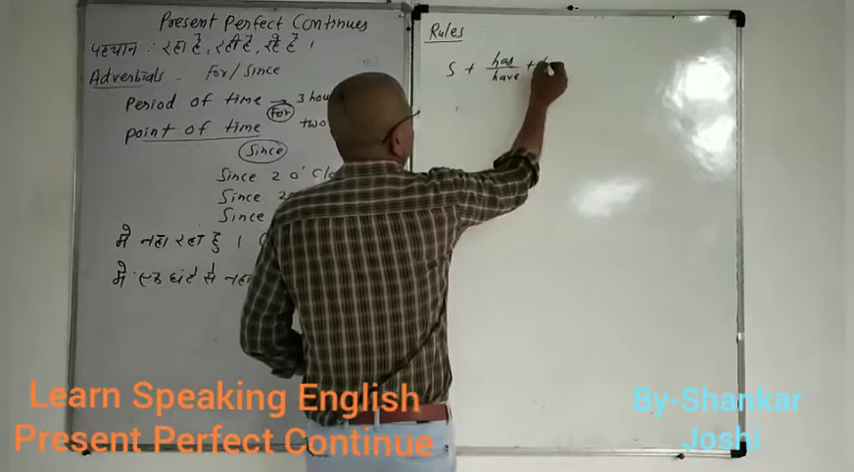 Present Perfect Continues
पहचान : रहा है, रही है, रहे है ।
Adverbials - For/Since
Period of time → 3
For
point of time two
Since
Since 2 O'
Since 2
Since
मै नहा रहा हु ।
मै एक घंटे से
Rules
S + has/have +
Learn Speaking English
Present Perfect Continue
By-Shankar
Joshi